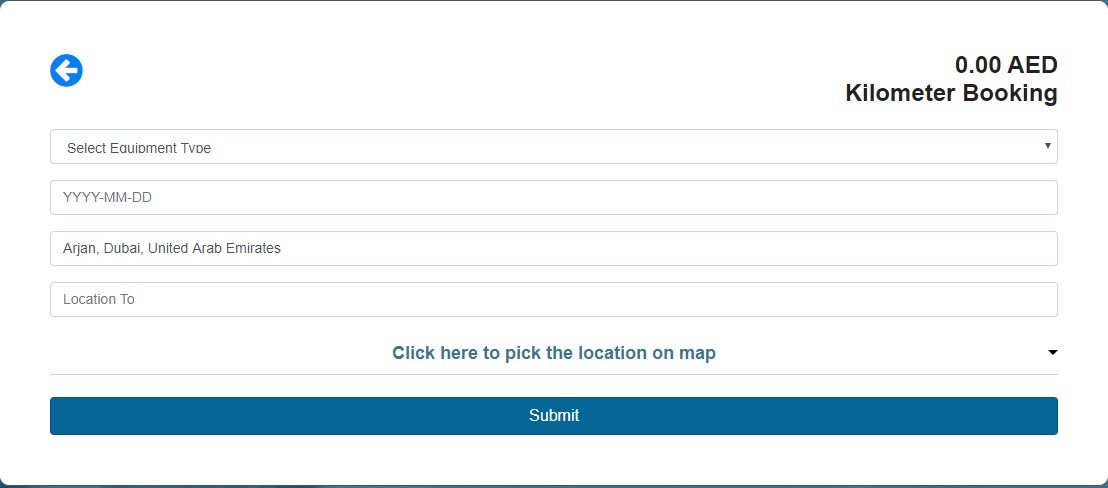 0.00 AED
Kilometer Booking
Select Equipment Type
YYYY-MM-DD
Arjan, Dubai, United Arab Emirates
Location To
Click here to pick the location on map
Submit